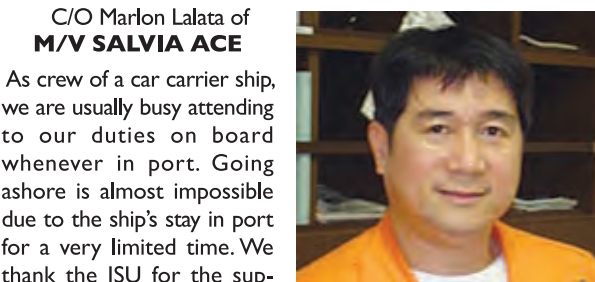 C/O Marlon Lalata of
M/V SALVIA ACE
As crew of a car carrier ship,
we are usually busy attending
to our duties on board
whenever in port. Going
ashore is almost impossible
due to the ship's stay in port
for a very limited time. We
thank the ISU for the sup-